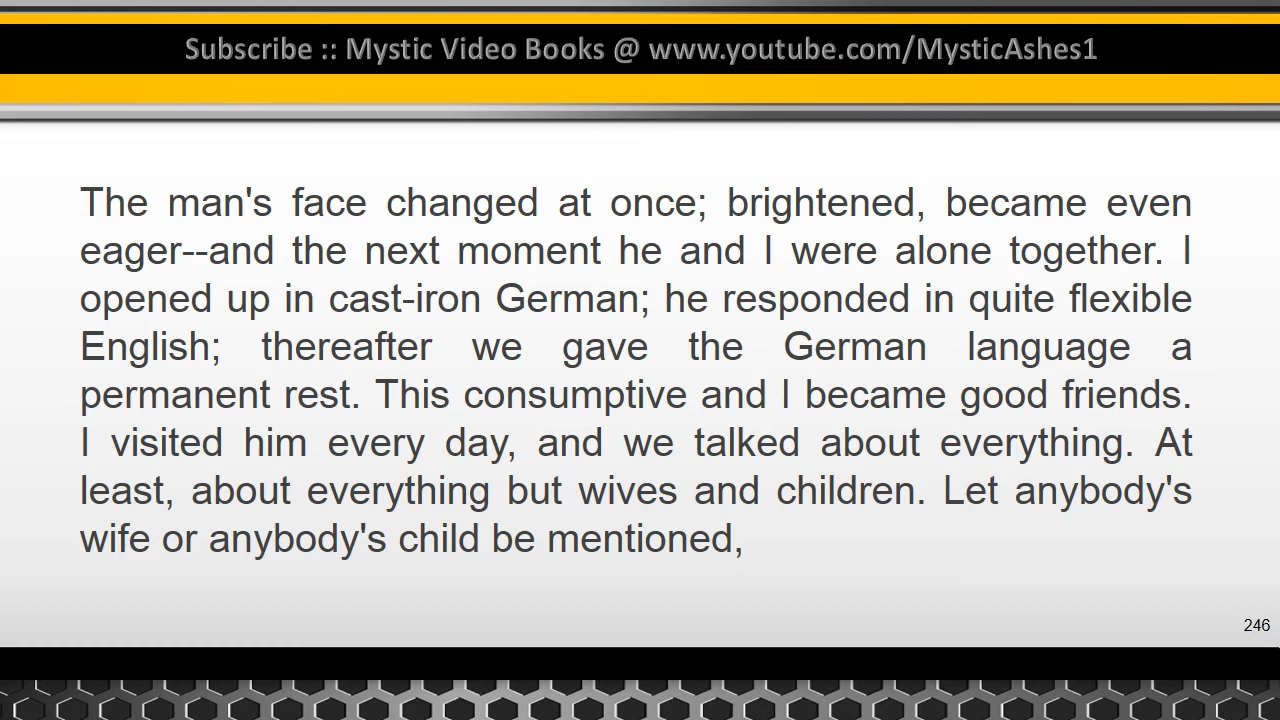 Subscribe :: Mystic Video Books @ www.youtube.com/MysticAshes1
The man's face changed at once; brightened, became even
eager--and the next moment he and I were alone together. I
opened up in cast-iron German; he responded in quite flexible
English; thereafter we gave the German language a
permanent rest. This consumptive and I became good friends.
I visited him every day, and we talked about everything. At
least, about everything but wives and children. Let anybody's
wife or anybody's child be mentioned,
246